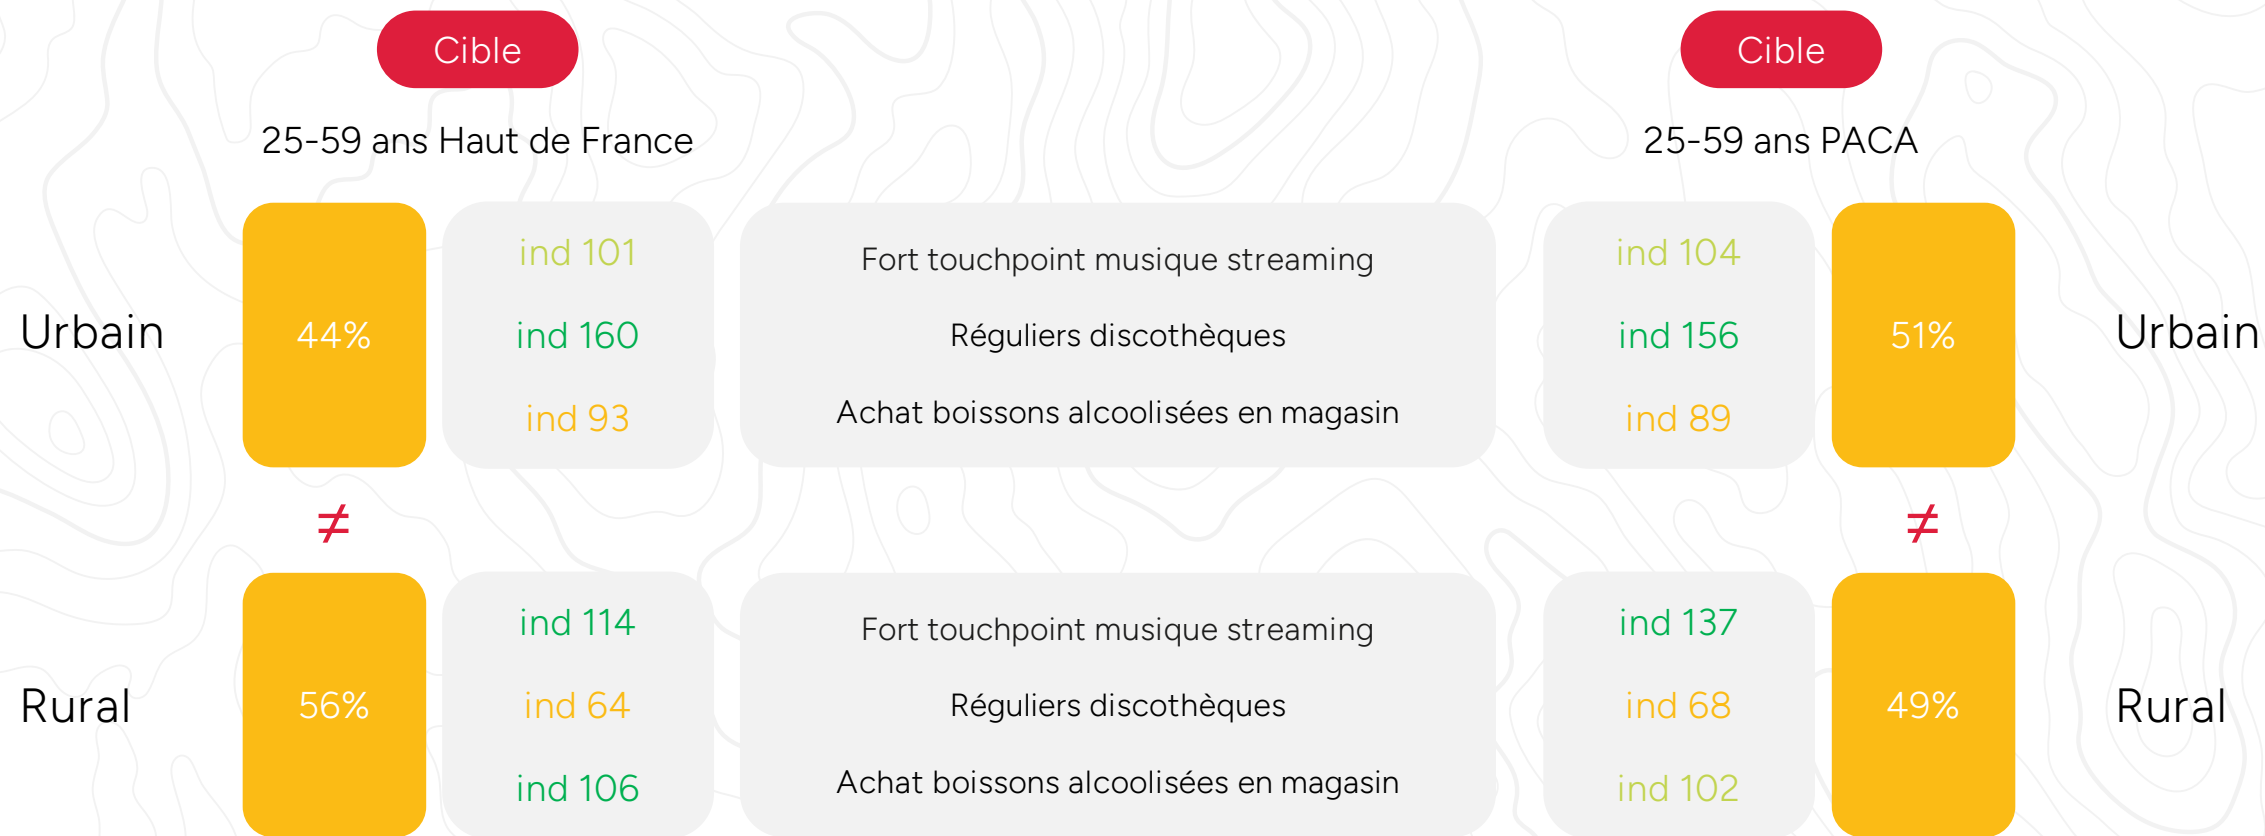 Cible
Cible
25-59 ans Haut de France
25-59 ans PACA
Urbain
44%
ind 101
ind 160
ind 93
Fort touchpoint musique streaming
Réguliers discothèques
Achat boissons alcoolisées en magasin
ind 104
ind 156
ind 89
51%
Urbain
≠
≠
Rural
56%
ind 114
ind 64
ind 106
Fort touchpoint musique streaming
Réguliers discothèques
Achat boissons alcoolisées en magasin
ind 137
ind 68
ind 102
49%
Rural